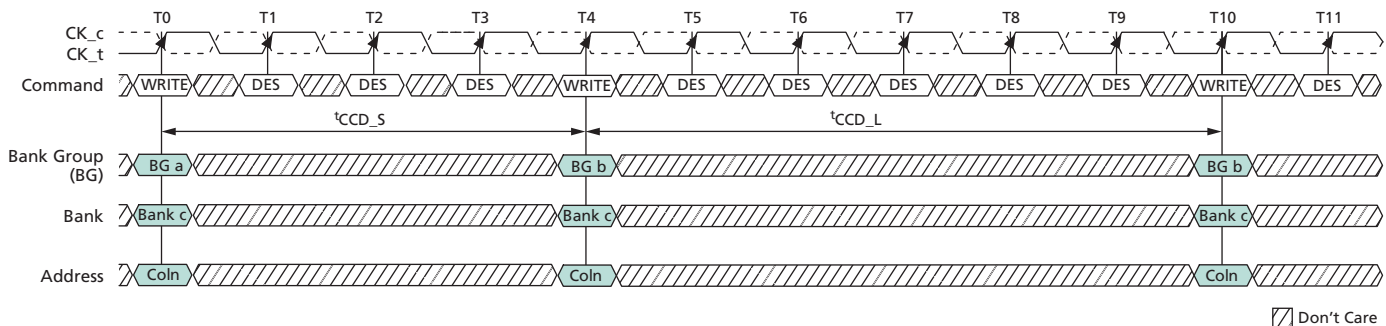 T0 T1 T2 T3 T4 T5 T6 T7 T8 T9 T10 T11
CK_c
CK_t
Command WRITE DES DES DES WRITE DES DES DES DES DES WRITE DES
tCCD_S tCCD_L
Bank Group
(BG) BG a BG b BG b
Bank Bank c Bank c Bank c
Address Coln Coln Coln
Don't Care